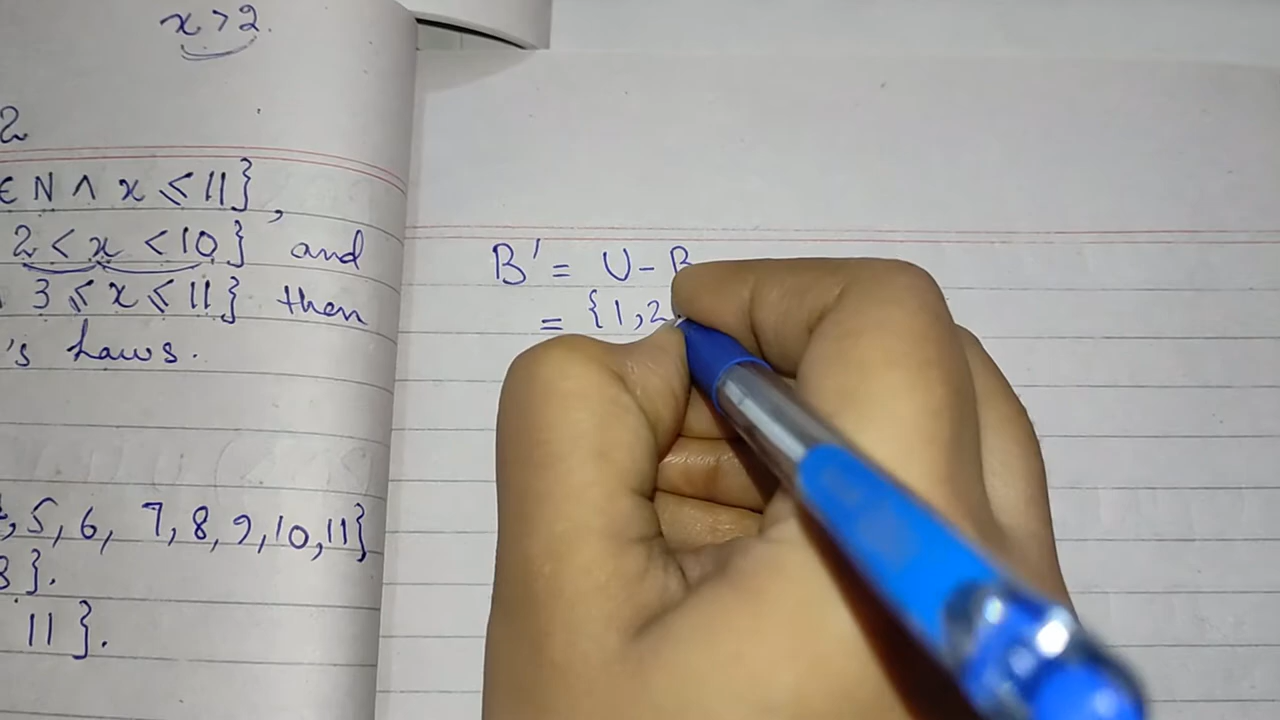 x > 2.
2
∈ N ∧ x ⩽ 11},
2 < x < 10} and
3 ⩽ x ⩽ 11} then
's Laws.
, 5, 6, 7, 8, 9, 10, 11}
8}.
11}.
B' = U - B
= {1, 2